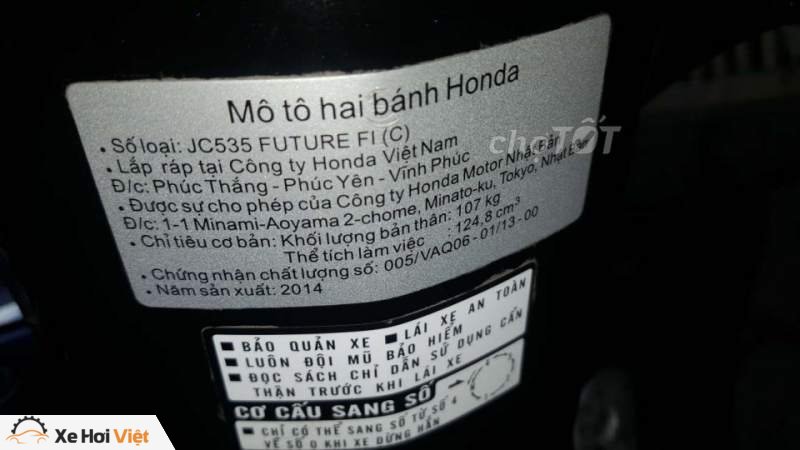 Mô tô hai bánh Honda
• Số loại: JC535 FUTURE FI (C)
• Lắp ráp tại Công ty Honda Việt Nam
Đ/c: Phúc Thắng - Phúc Yên - Vĩnh Phúc
• Được sự cho phép của Công ty Honda Motor Nhật Bản
Đ/c: 1-1 Minami-Aoyama 2-chome, Minato-ku, Tokyo, Nhật Bản
• Chỉ tiêu cơ bản: Khối lượng bản thân: 107 kg
Thể tích làm việc : 124,8 cm³
• Chứng nhận chất lượng số: 005/VAQ06-01/13-00
• Năm sản xuất: 2014
chợTỐT
■ BẢO QUẢN XE ■ LÁI XE AN TOÀN
■ LUÔN ĐỘI MŨ BẢO HIỂM
■ ĐỌC SÁCH CHỈ DẪN SỬ DỤNG CẨN
THẬN TRƯỚC KHI LÁI XE
CƠ CẤU SANG SỐ
■ CHỈ CÓ THỂ SANG SỐ TỪ SỐ 4
VỀ SỐ 0 KHI XE DỪNG HẲN
Xe Hơi Việt